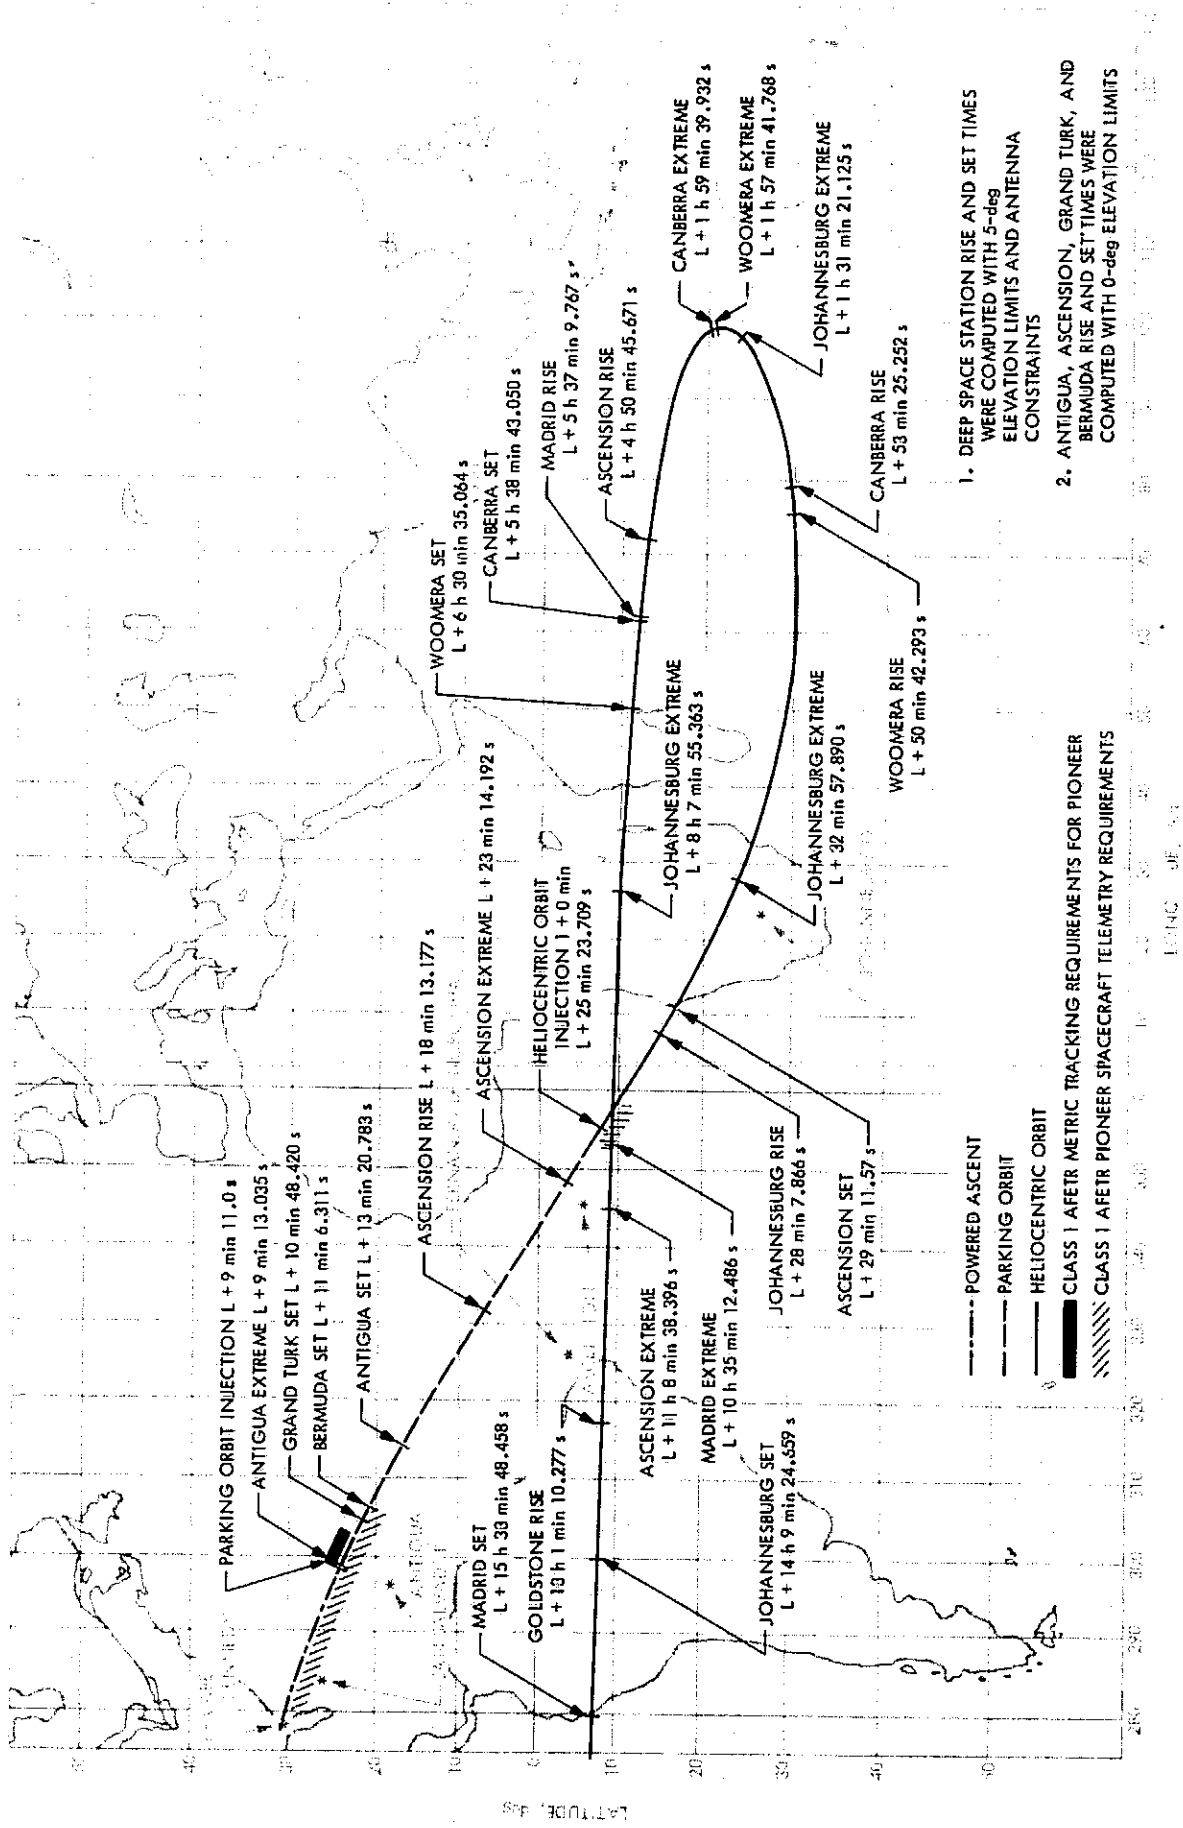 PARKING ORBIT INJECTION L + 9 min 11.0 s
ANTIGUA EXTREME L + 9 min 13.035 s
GRAND TURK SET L + 10 min 48.420 s
BERMUDA SET L + 11 min 6.311 s
ANTIGUA SET L + 13 min 20.783 s
ASCENSION RISE L + 18 min 13.177 s
ASCENSION EXTREME L + 23 min 14.192 s
HELIOCENTRIC ORBIT
INJECTION I + 0 min
L + 25 min 23.709 s
WOOMERA SET
L + 6 h 30 min 35.064 s
CANBERRA SET
L + 5 h 38 min 43.050 s
MADRID RISE
L + 5 h 37 min 9.767 s
ASCENSION RISE
L + 4 h 50 min 45.671 s
CANBERRA EXTREME
L + 1 h 59 min 39.932 s
WOOMERA EXTREME
L + 1 h 57 min 41.768 s
JOHANNESBURG EXTREME
L + 1 h 31 min 21.125 s
CANBERRA RISE
L + 53 min 25.252 s
WOOMERA RISE
L + 50 min 42.293 s
JOHANNESBURG EXTREME
L + 8 h 7 min 55.363 s
JOHANNESBURG EXTREME
L + 32 min 57.890 s
MADRID SET
L + 15 h 33 min 48.458 s
GOLDSTONE RISE
L + 13 h 1 min 10.277 s
ASCENSION EXTREME
L + 11 h 8 min 38.396 s
MADRID EXTREME
L + 10 h 35 min 12.486 s
JOHANNESBURG SET
L + 14 h 9 min 24.659 s
JOHANNESBURG RISE
L + 28 min 7.866 s
ASCENSION SET
L + 29 min 11.57 s
ANTIGUA
POWERED ASCENT
PARKING ORBIT
HELIOCENTRIC ORBIT
CLASS I AFETR METRIC TRACKING REQUIREMENTS FOR PIONEER
CLASS I AFETR PIONEER SPACECRAFT TELEMETRY REQUIREMENTS
1. DEEP SPACE STATION RISE AND SET TIMES
WERE COMPUTED WITH 5-deg
ELEVATION LIMITS AND ANTENNA
CONSTRAINTS
2. ANTIGUA, ASCENSION, GRAND TURK, AND
BERMUDA RISE AND SET TIMES WERE
COMPUTED WITH 0-deg ELEVATION LIMITS
LATITUDE, deg
40
20
10
0
10
20
30
40
280
290
300
310
320